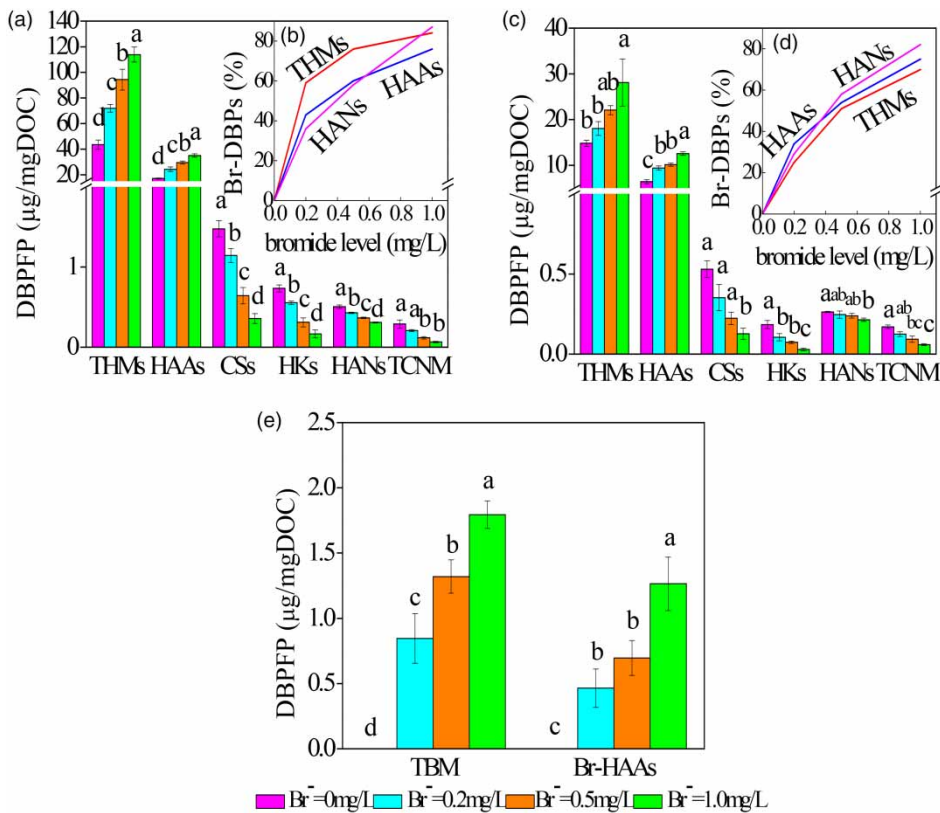 (a)
DBPFP (μg/mgDOC)
140
120
100
80
60
40
20
1
0
d
c
b
a
d
c
b
a
a
b
c
d
a
b
c
d
a
b
c
d
a
a
b
b
THMs HAAs CSs HKs HANs TCNM
(b)
Br-DBPs (%)
80
60
40
20
0
THMs
HAAs
HANs
0.0 0.2 0.4 0.6 0.8 1.0
bromide level (mg/L)
(c)
DBPFP (μg/mgDOC)
30
20
10
0.5
0.0
b
b
ab
a
c
b
b
a
a
a
a
b
a
b
b
c
a
ab
ab
b
a
ab
bc
c
THMs HAAs CSs HKs HANs TCNM
(d)
Br-DBPs (%)
80
60
40
20
0
HANs
HAAs
THMs
0.0 0.2 0.4 0.6 0.8 1.0
bromide level (mg/L)
(e)
DBPFP (μg/mgDOC)
2.5
2.0
1.5
1.0
0.5
0.0
d
c
b
a
c
b
b
a
TBM Br-HAAs
Br⁻=0mg/L Br⁻=0.2mg/L Br⁻=0.5mg/L Br⁻=1.0mg/L